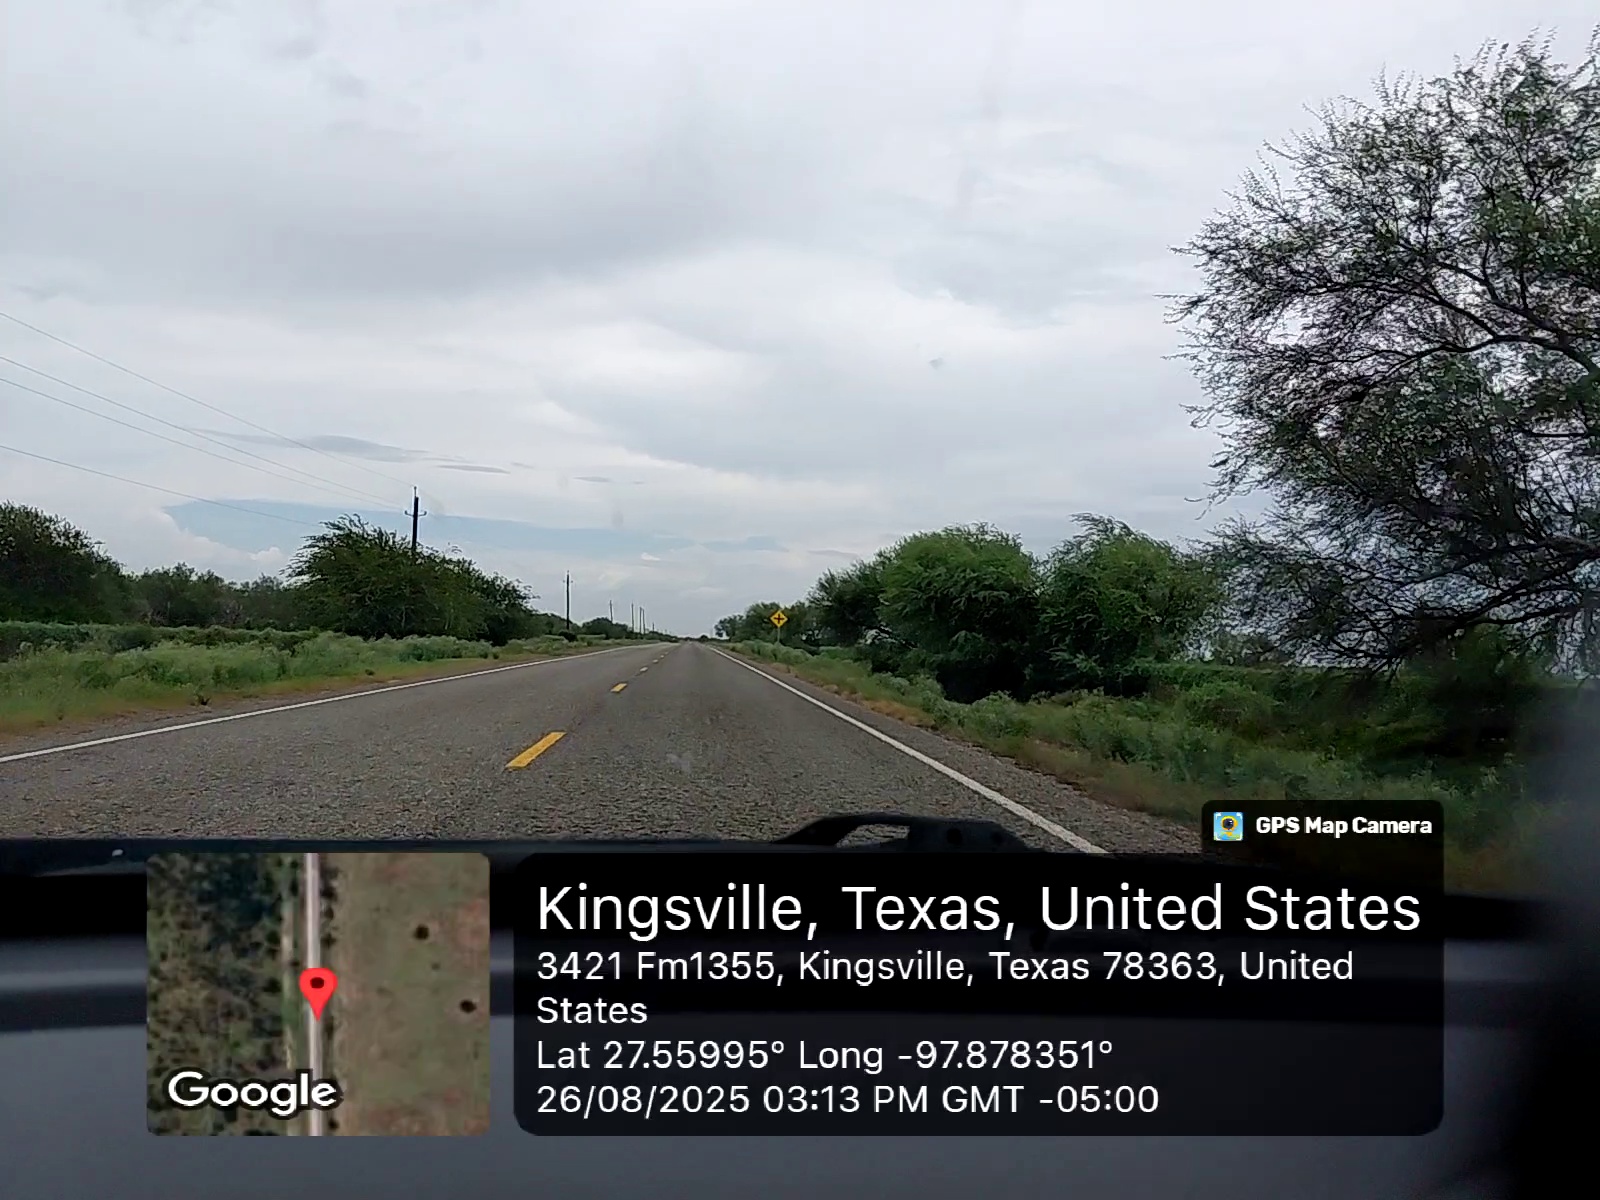 GPS Map Camera
Kingsville, Texas, United States
3421 Fm1355, Kingsville, Texas 78363, United
States
Lat 27.55995° Long -97.878351°
26/08/2025 03:13 PM GMT -05:00
Google